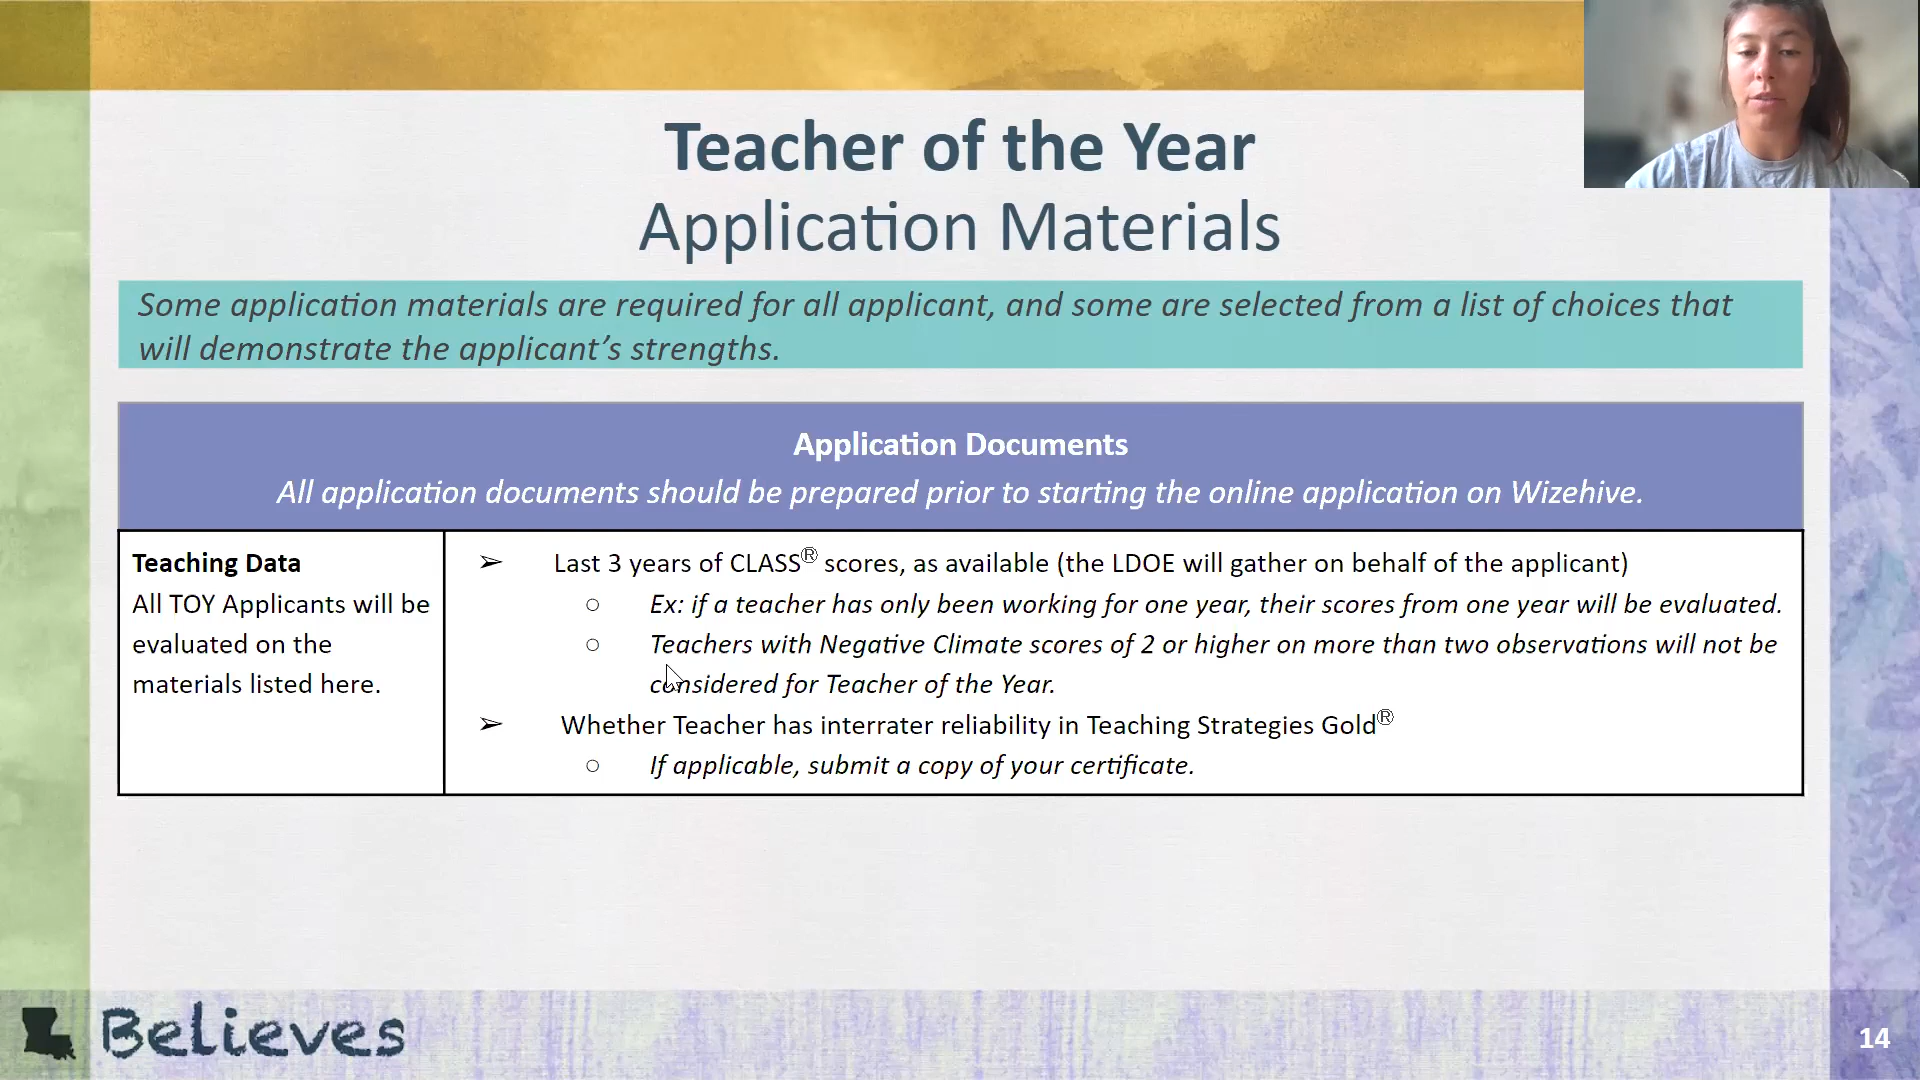 Teacher of the Year
Application Materials
Some application materials are required for all applicant, and some are selected from a list of choices that
will demonstrate the applicant’s strengths.
Application Documents
All application documents should be prepared prior to starting the online application on Wizehive.
Teaching Data
All TOY Applicants will be
evaluated on the
materials listed here.
➢ Last 3 years of CLASS® scores, as available (the LDOE will gather on behalf of the applicant)
○ Ex: if a teacher has only been working for one year, their scores from one year will be evaluated.
○ Teachers with Negative Climate scores of 2 or higher on more than two observations will not be
considered for Teacher of the Year.
➢ Whether Teacher has interrater reliability in Teaching Strategies Gold®
○ If applicable, submit a copy of your certificate.
Believes
14